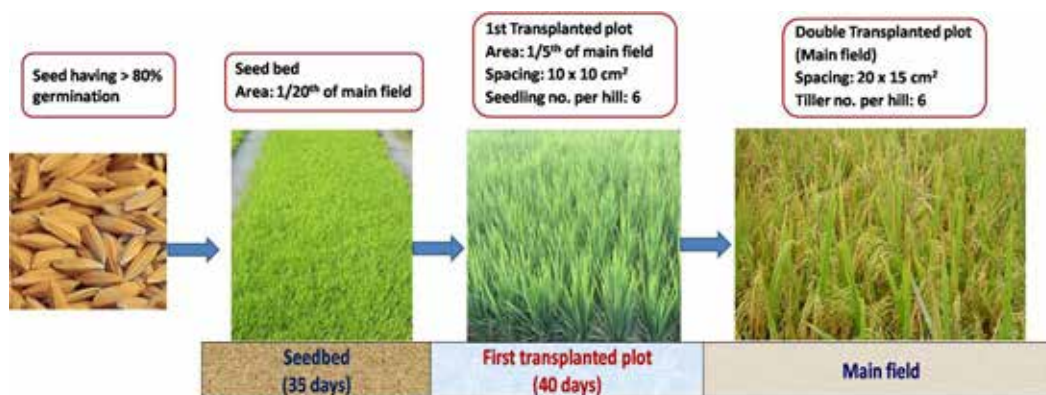 Seed having > 80%
germination
Seed bed
Area: 1/20th of main field
1st Transplanted plot
Area: 1/5th of main field
Spacing: 10 x 10 cm²
Seedling no. per hill: 6
Double Transplanted plot
(Main field)
Spacing: 20 x 15 cm²
Tiller no. per hill: 6
Seedbed
(35 days)
First transplanted plot
(40 days)
Main field